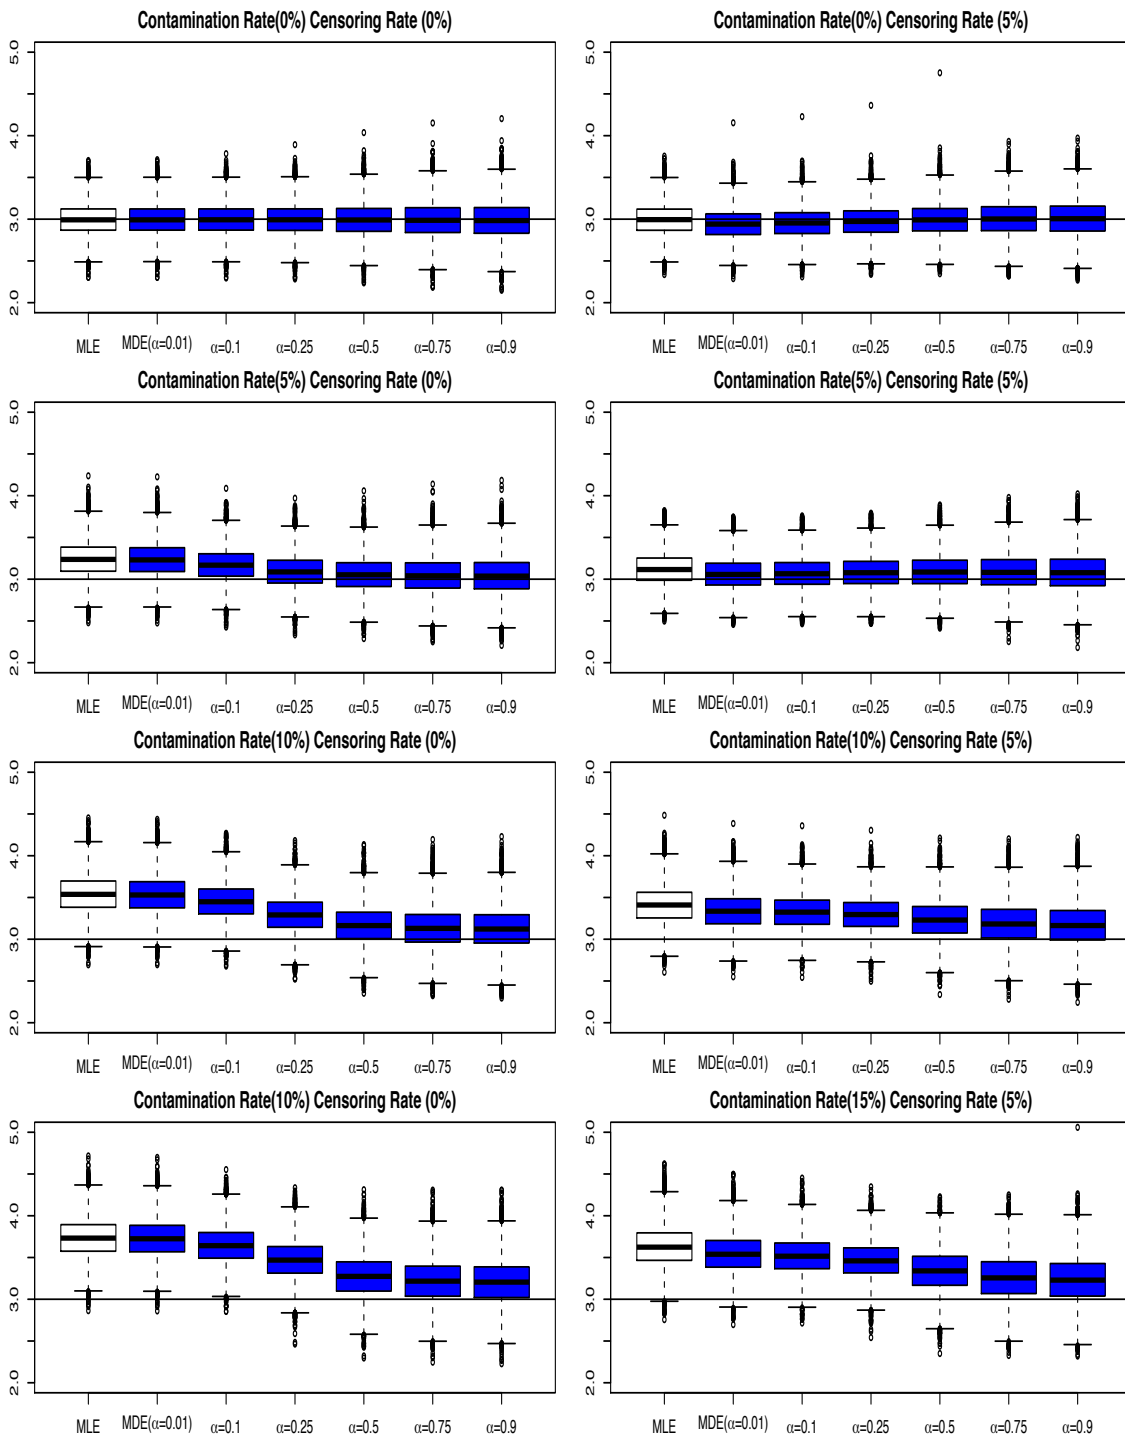 Contamination Rate(0%) Censoring Rate (0%)
5.0
4.0
3.0
2.0
MLE MDE(α=0.01) α=0.1 α=0.25 α=0.5 α=0.75 α=0.9
Contamination Rate(0%) Censoring Rate (5%)
5.0
4.0
3.0
2.0
MLE MDE(α=0.01) α=0.1 α=0.25 α=0.5 α=0.75 α=0.9
Contamination Rate(5%) Censoring Rate (0%)
5.0
4.0
3.0
2.0
MLE MDE(α=0.01) α=0.1 α=0.25 α=0.5 α=0.75 α=0.9
Contamination Rate(5%) Censoring Rate (5%)
5.0
4.0
3.0
2.0
MLE MDE(α=0.01) α=0.1 α=0.25 α=0.5 α=0.75 α=0.9
Contamination Rate(10%) Censoring Rate (0%)
5.0
4.0
3.0
2.0
MLE MDE(α=0.01) α=0.1 α=0.25 α=0.5 α=0.75 α=0.9
Contamination Rate(10%) Censoring Rate (5%)
5.0
4.0
3.0
2.0
MLE MDE(α=0.01) α=0.1 α=0.25 α=0.5 α=0.75 α=0.9
Contamination Rate(10%) Censoring Rate (0%)
5.0
4.0
3.0
2.0
MLE MDE(α=0.01) α=0.1 α=0.25 α=0.5 α=0.75 α=0.9
Contamination Rate(15%) Censoring Rate (5%)
5.0
4.0
3.0
2.0
MLE MDE(α=0.01) α=0.1 α=0.25 α=0.5 α=0.75 α=0.9